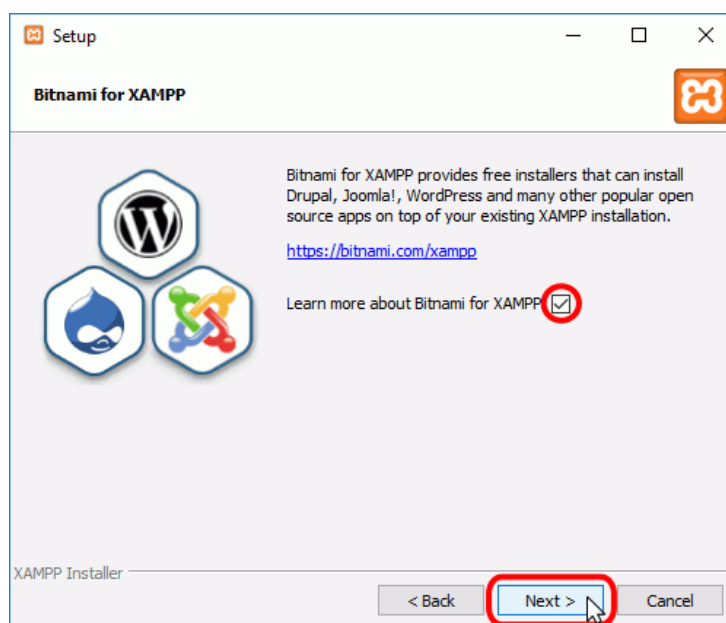 Setup
Bitnami for XAMPP
Bitnami for XAMPP provides free installers that can install
Drupal, Joomla!, WordPress and many other popular open
source apps on top of your existing XAMPP installation.
https://bitnami.com/xampp
Learn more about Bitnami for XAMPP
XAMPP Installer
< Back
Next >
Cancel